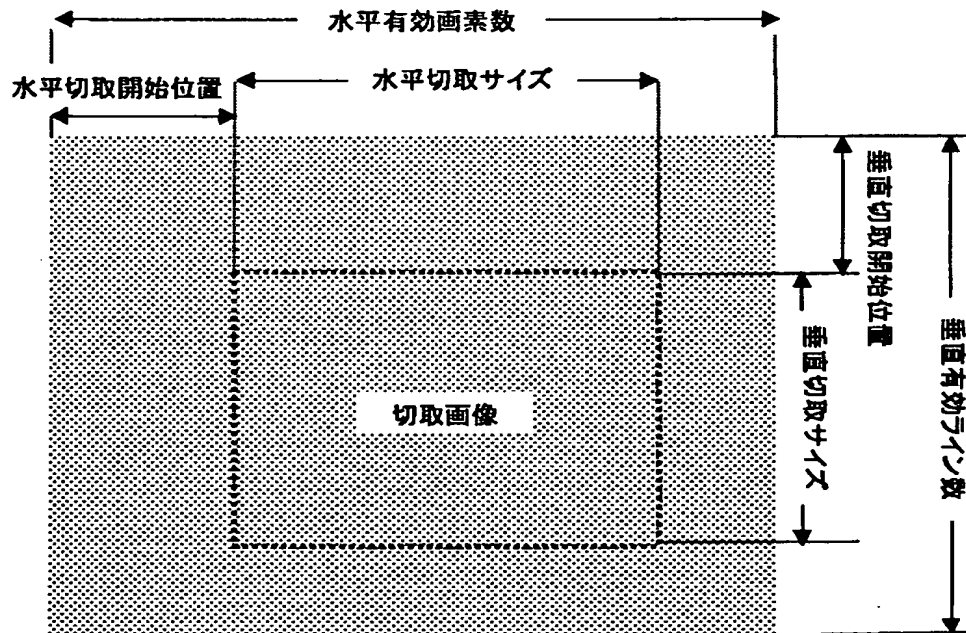 水平有効画素数
水平切取サイズ
水平切取開始位置
垂直切取開始位置
垂直有効ライン数
垂直切取サイズ
切取画像